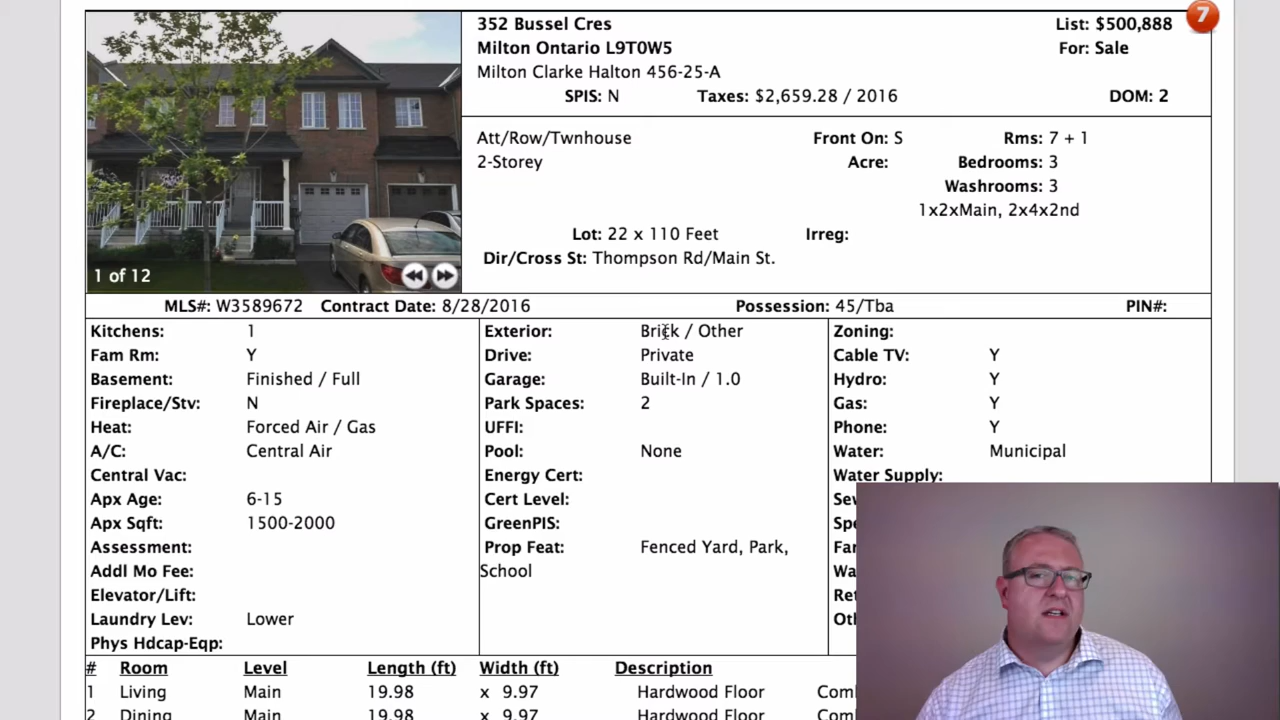 7
352 Bussel Cres List: $500,888
Milton Ontario L9T0W5 For: Sale
Milton Clarke Halton 456-25-A
SPIS: N Taxes: $2,659.28 / 2016 DOM: 2
Att/Row/Twnhouse Front On: S Rms: 7 + 1
2-Storey Acre: Bedrooms: 3
Washrooms: 3
1x2xMain, 2x4x2nd
Lot: 22 x 110 Feet Irreg:
Dir/Cross St: Thompson Rd/Main St.
1 of 12
MLS#: W3589672 Contract Date: 8/28/2016 Possession: 45/Tba PIN#:
Kitchens: 1 Exterior: Brick / Other Zoning:
Fam Rm: Y Drive: Private Cable TV: Y
Basement: Finished / Full Garage: Built-In / 1.0 Hydro: Y
Fireplace/Stv: N Park Spaces: 2 Gas: Y
Heat: Forced Air / Gas UFFI: Phone: Y
A/C: Central Air Pool: None Water: Municipal
Central Vac: Energy Cert: Water Supply:
Apx Age: 6-15 Cert Level:
Apx Sqft: 1500-2000 GreenPIS:
Assessment: Prop Feat: Fenced Yard, Park,
Addl Mo Fee: School
Elevator/Lift:
Laundry Lev: Lower
Phys Hdcap-Eqp:
# Room Level Length (ft) Width (ft) Description
1 Living Main 19.98 x 9.97 Hardwood Floor
2 Dining Main 19.98 x 9.97 Hardwood Floor